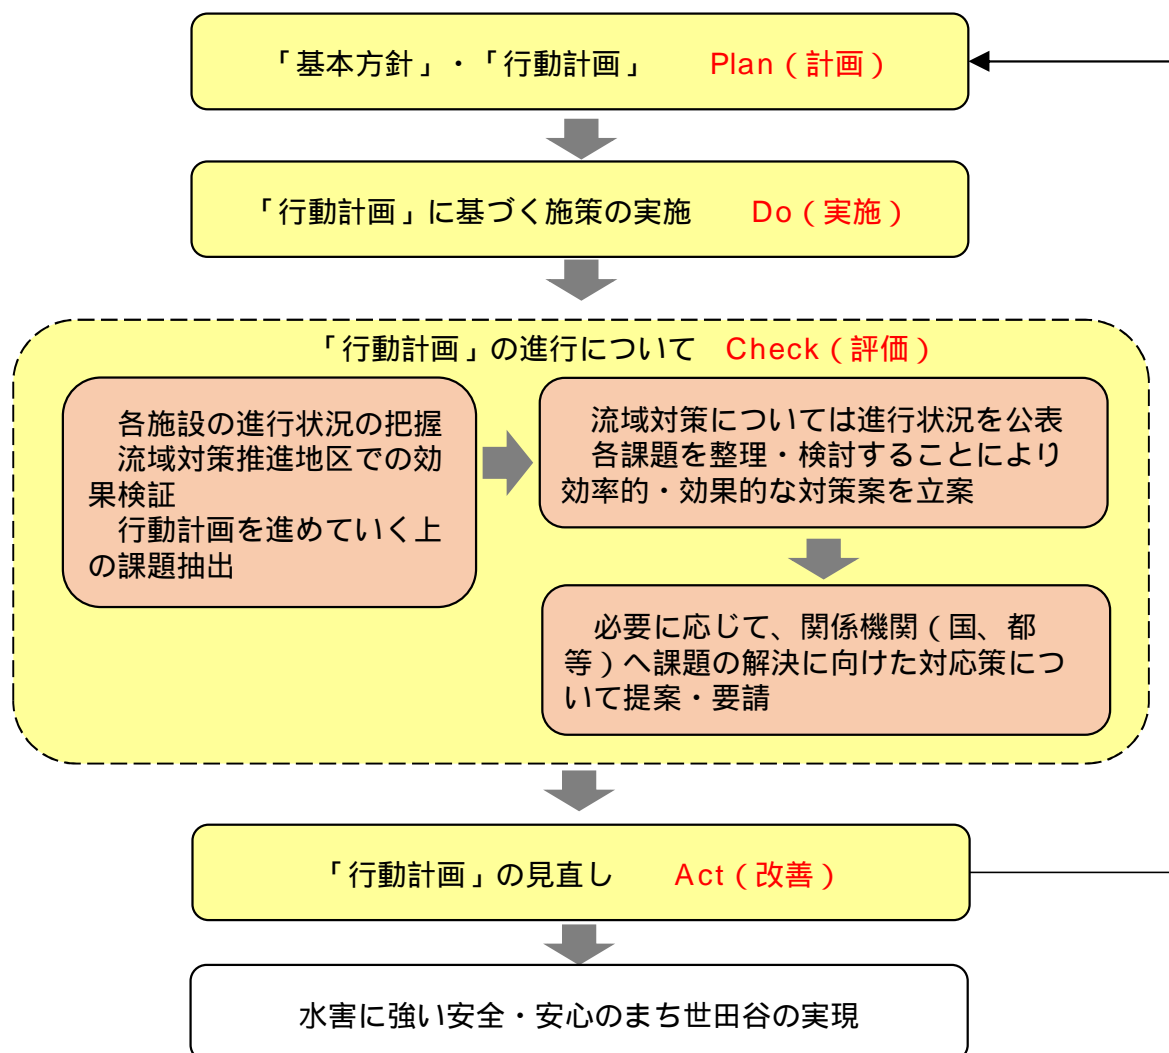 「基本方針」・「行動計画」　Plan（計画）
「行動計画」に基づく施策の実施　Do（実施）
「行動計画」の進行について　Check（評価）
各施設の進行状況の把握
流域対策推進地区での効
果検証
行動計画を進めていく上
の課題抽出
流域対策については進行状況を公表
各課題を整理・検討することにより
効率的・効果的な対策案を立案
必要に応じて、関係機関（国、都
等）へ課題の解決に向けた対応策につ
いて提案・要請
「行動計画」の見直し　Act（改善）
水害に強い安全・安心のまち世田谷の実現